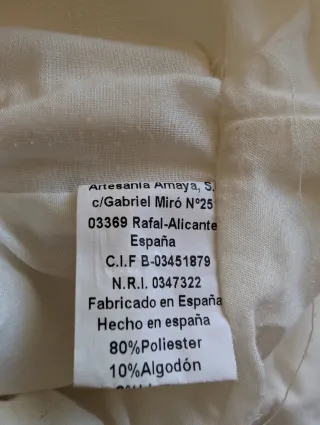 Artesanía Amaya, S.
c/Gabriel Miró Nº25
03369 Rafal-Alicante
España
C.I.F B-03451879
N.R.I. 0347322
Fabricado en España
Hecho en españa
80%Poliester
10%Algodón